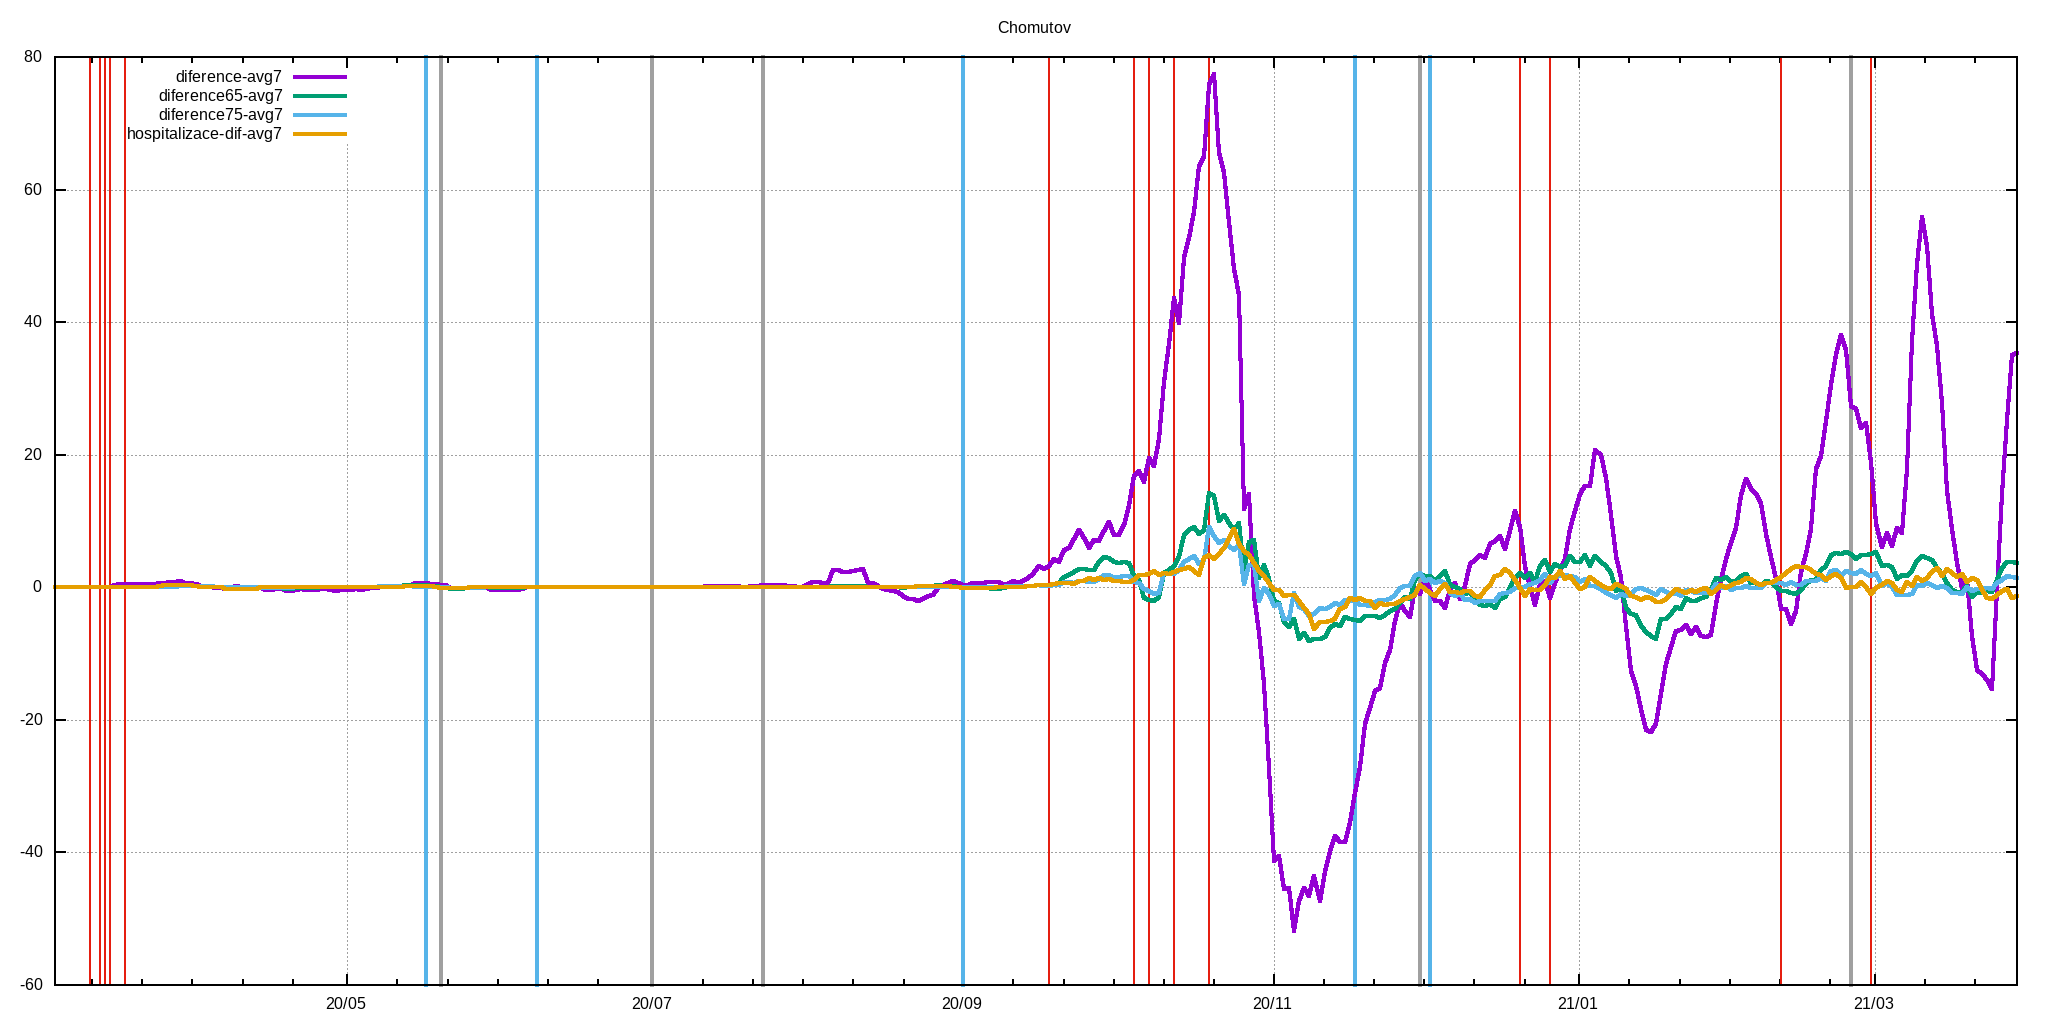 Chomutov
80
diference-avg7
diference65-avg7
diference75-avg7
hospitalizace-dif-avg7
60
40
20
0
-20
-40
-60
20/05 20/07 20/09 20/11 21/01 21/03